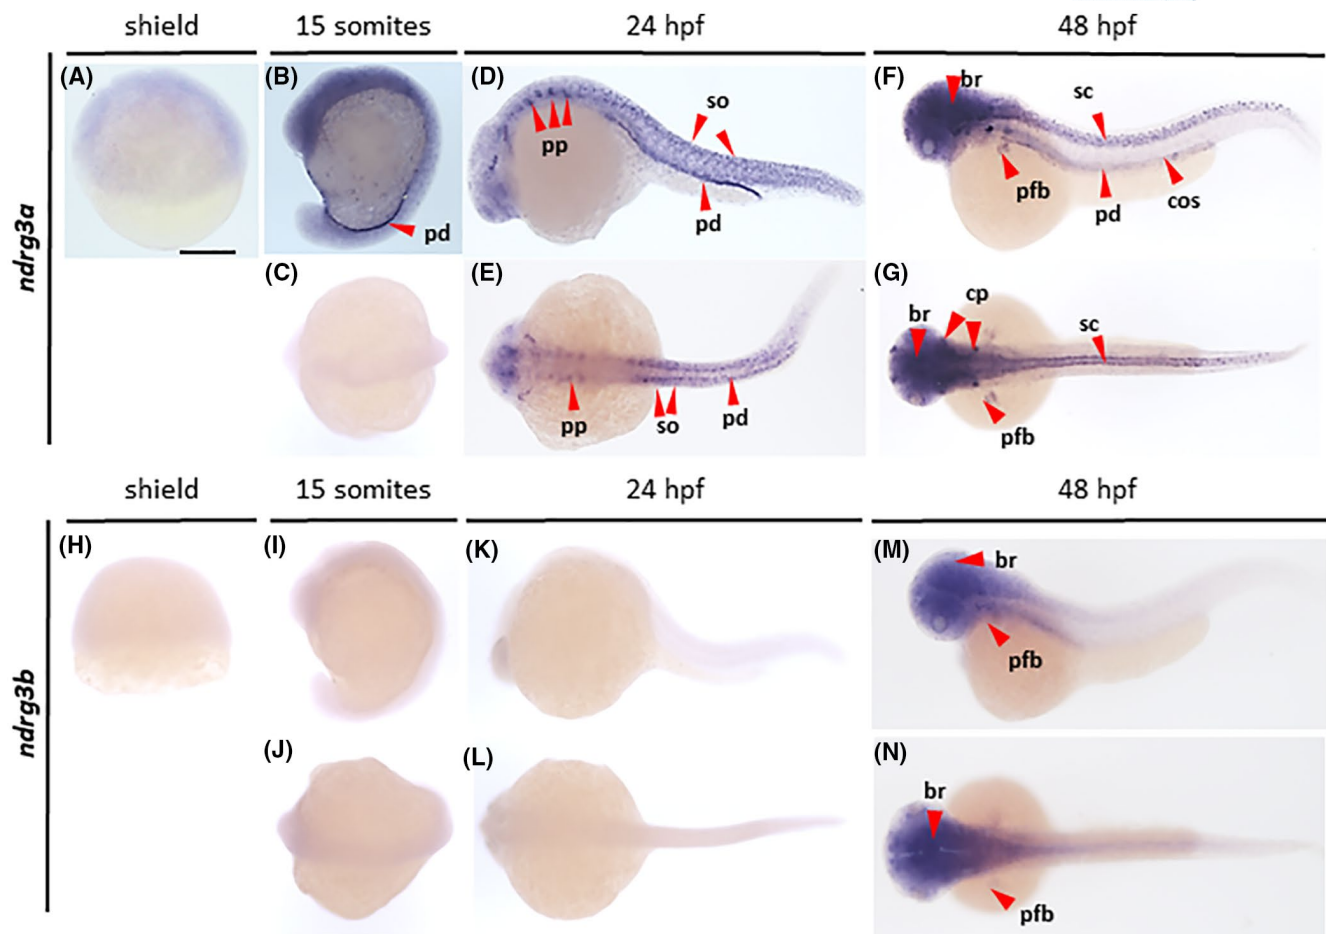 shield 15 somites 24 hpf 48 hpf
ndrg3a
(A) (B) (D) (F)
br
so
sc
pp
pfb
pd
pd
pd
cos
(C) (E) (G)
cp
br
sc
pp
so
pd
pfb
shield 15 somites 24 hpf 48 hpf
ndrg3b
(H) (I) (K) (M)
br
pfb
(J) (L) (N)
br
pfb